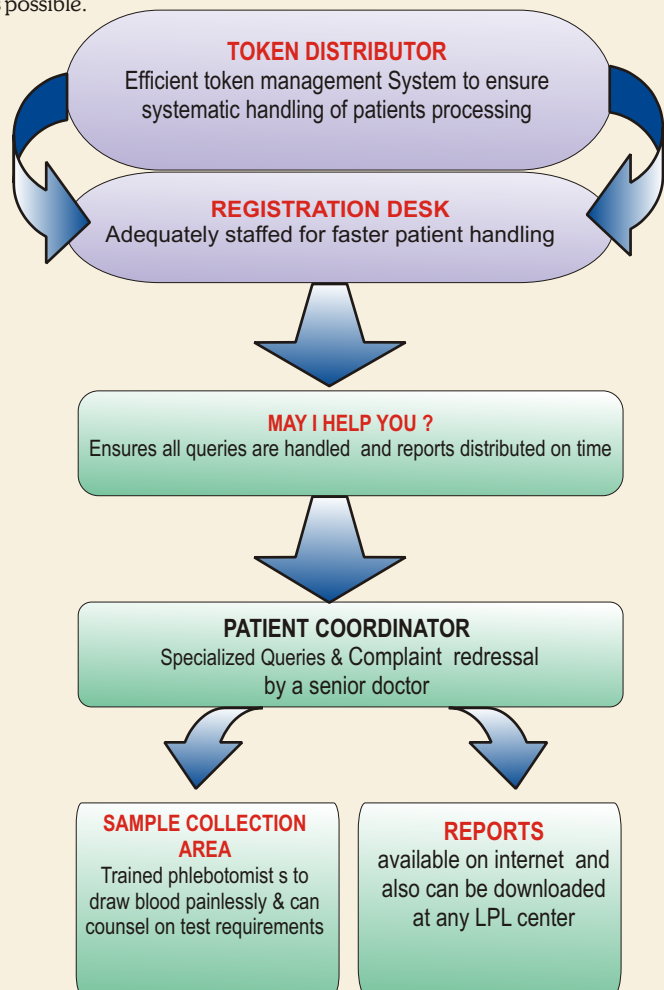 s possible.
TOKEN DISTRIBUTOR
Efficient token management System to ensure
systematic handling of patients processing
REGISTRATION DESK
Adequately staffed for faster patient handling
MAY I HELP YOU ?
Ensures all queries are handled and reports distributed on time
PATIENT COORDINATOR
Specialized Queries & Complaint redressal
by a senior doctor
SAMPLE COLLECTION
AREA
Trained phlebotomist s to
draw blood painlessly & can
counsel on test requirements
REPORTS
available on internet and
also can be downloaded
at any LPL center